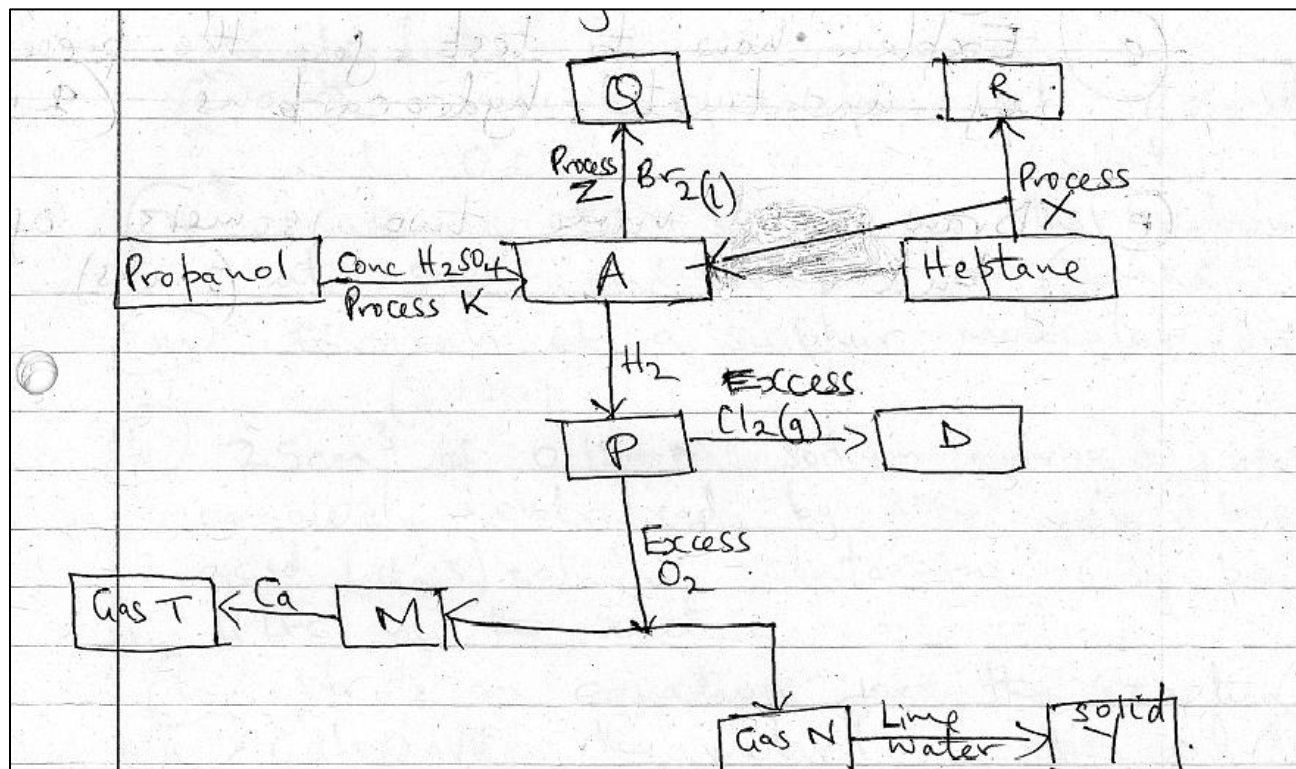 Q
R
Process
Z
Br2(l)
Process
X
Propanol
Conc H2SO4
Process K
A
Heptane
H2
Excess
Cl2(g)
P
D
Excess
O2
Gas T
Ca
M
Gas N
Lime
water
Solid
Y